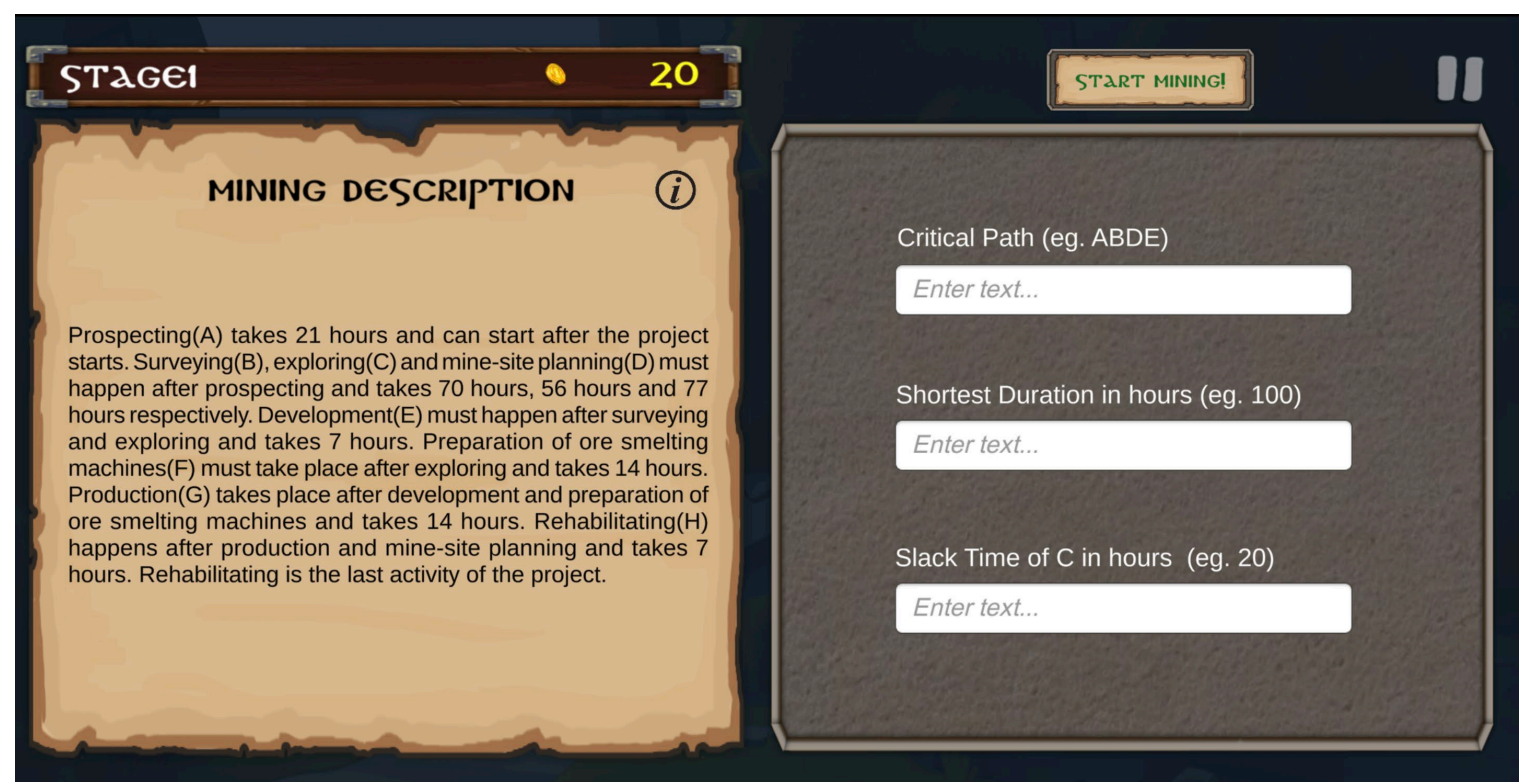 STAGE1
20
START MINING!
MINING DESCRIPTION
i
Prospecting(A) takes 21 hours and can start after the project
starts. Surveying(B), exploring(C) and mine-site planning(D) must
happen after prospecting and takes 70 hours, 56 hours and 77
hours respectively. Development(E) must happen after surveying
and exploring and takes 7 hours. Preparation of ore smelting
machines(F) must take place after exploring and takes 14 hours.
Production(G) takes place after development and preparation of
ore smelting machines and takes 14 hours. Rehabilitating(H)
happens after production and mine-site planning and takes 7
hours. Rehabilitating is the last activity of the project.
Critical Path (eg. ABDE)
Enter text...
Shortest Duration in hours (eg. 100)
Enter text...
Slack Time of C in hours (eg. 20)
Enter text...